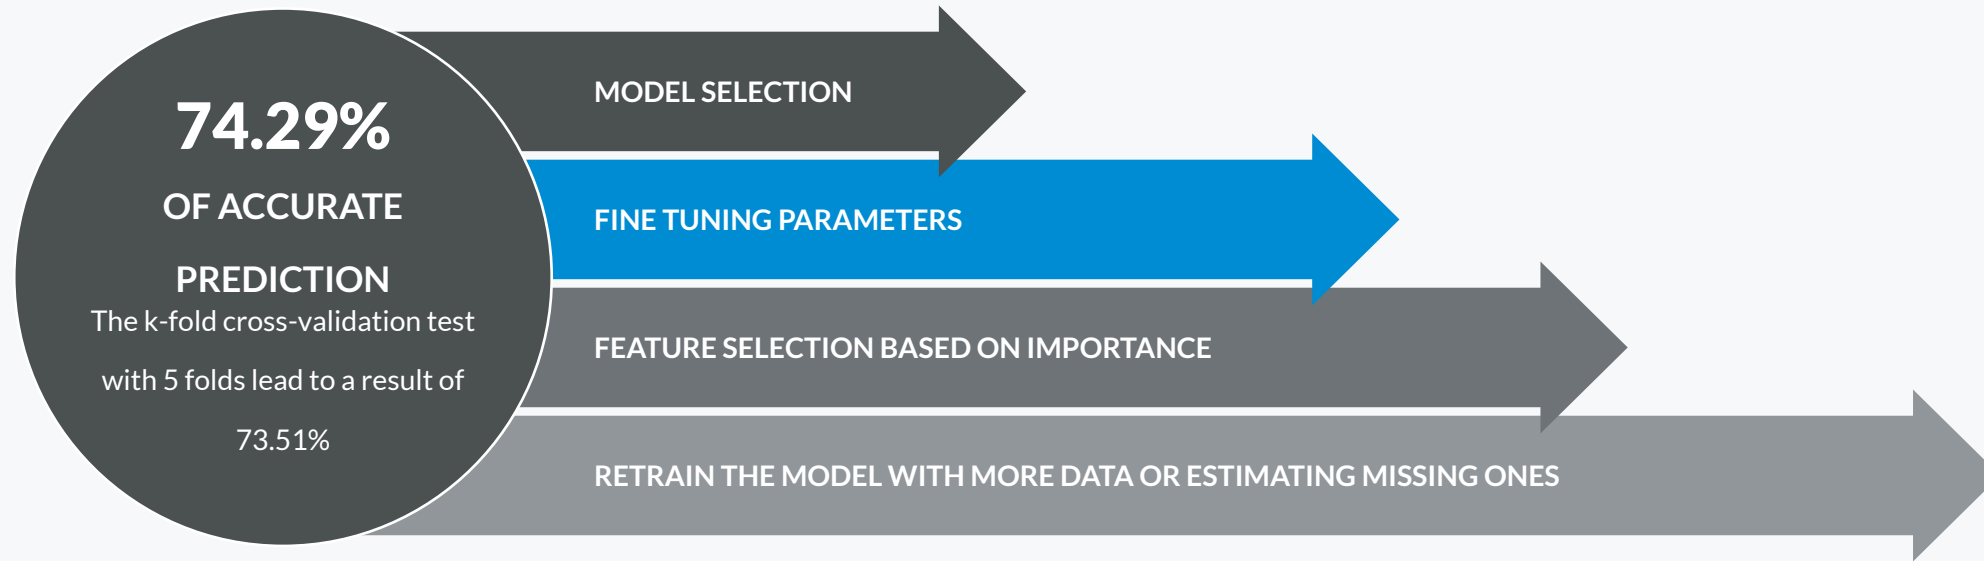 74.29%
OF ACCURATE
PREDICTION
The k-fold cross-validation test
with 5 folds lead to a result of
73.51%
MODEL SELECTION
FINE TUNING PARAMETERS
FEATURE SELECTION BASED ON IMPORTANCE
RETRAIN THE MODEL WITH MORE DATA OR ESTIMATING MISSING ONES